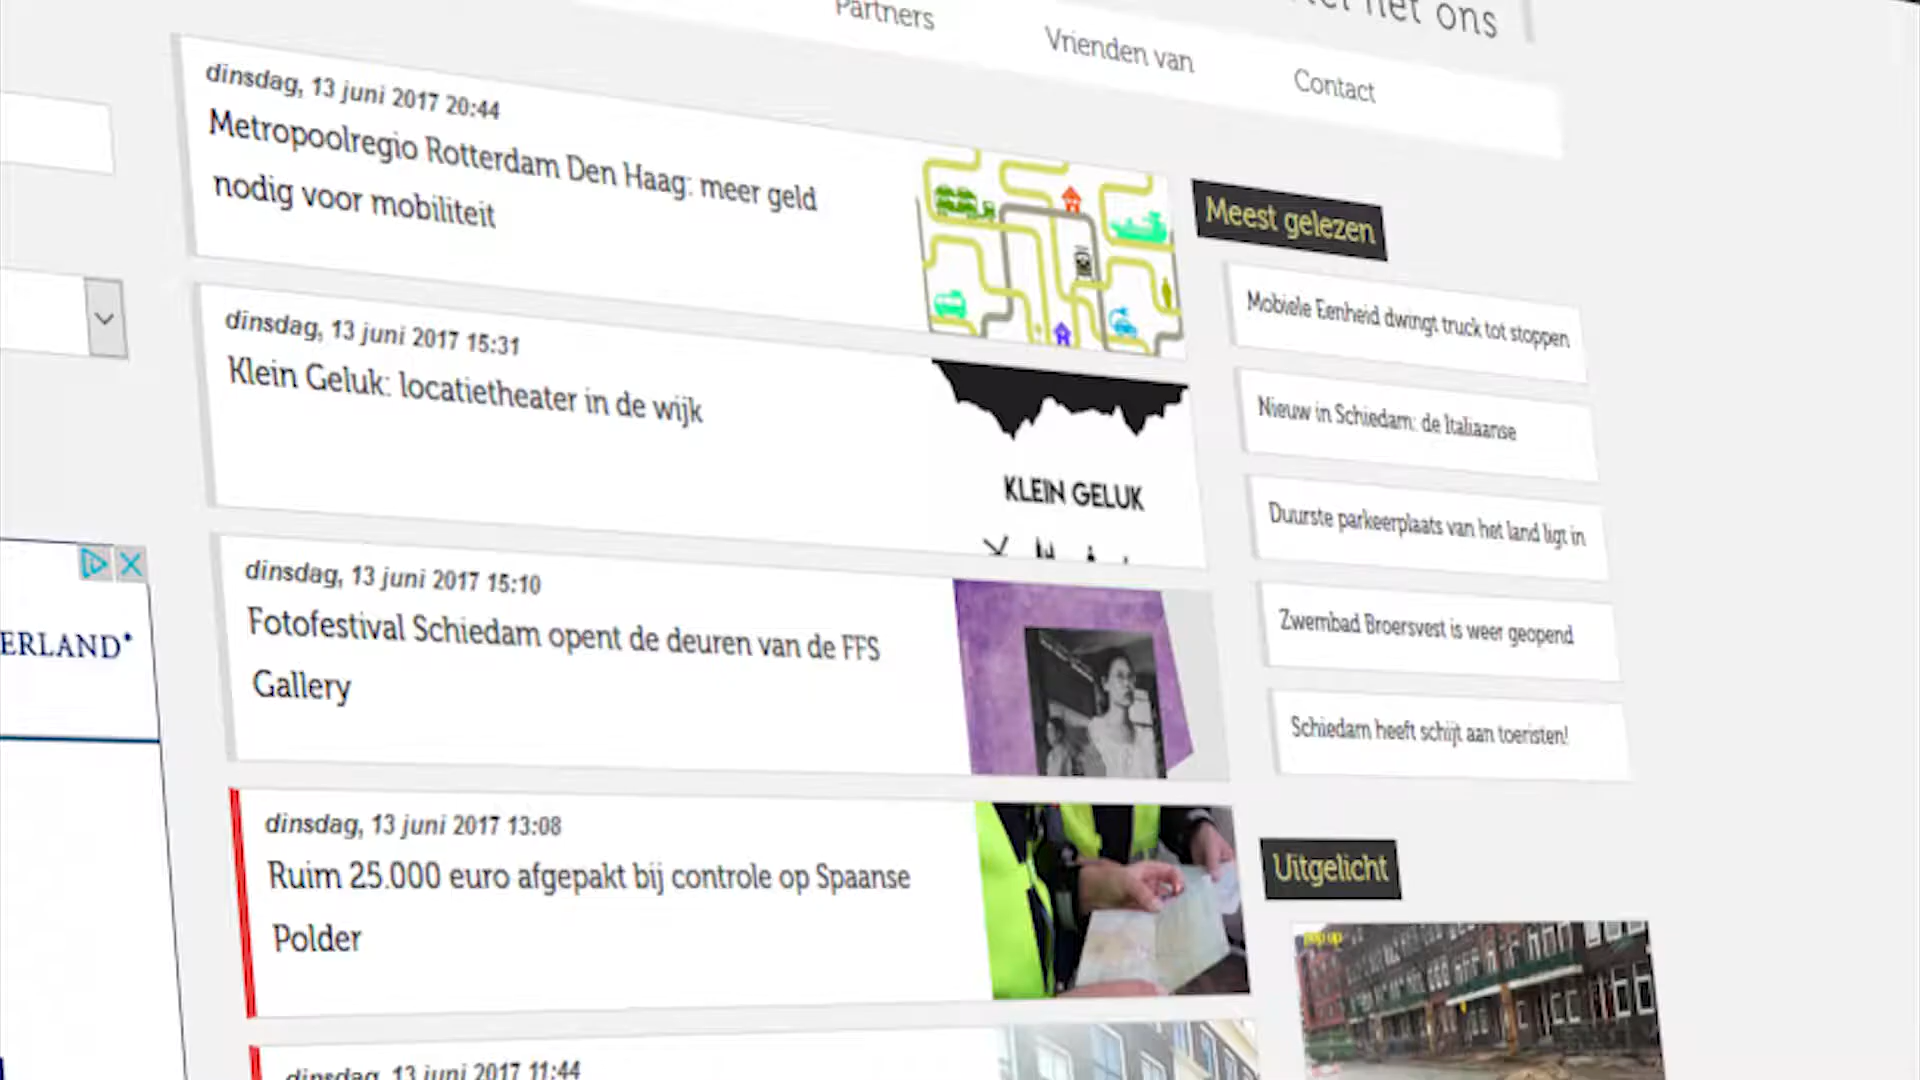 het ons
Partners
Vrienden van
Contact
dinsdag, 13 juni 2017 20:44
Metropoolregio Rotterdam Den Haag: meer geld
nodig voor mobiliteit
dinsdag, 13 juni 2017 15:31
Klein Geluk: locatietheater in de wijk
KLEIN GELUK
dinsdag, 13 juni 2017 15:10
Fotofestival Schiedam opent de deuren van de FFS
Gallery
dinsdag, 13 juni 2017 13:08
Ruim 25.000 euro afgepakt bij controle op Spaanse
Polder
dinsdag, 13 juni 2017 11:44
Meest gelezen
Mobiele Eenheid dwingt truck tot stoppen
Nieuw in Schiedam: de Italiaanse
Duurste parkeerplaats van het land ligt in
Zwembad Broersvest is weer geopend
Schiedam heeft schijt aan toeristen!
Uitgelicht
pop up
ERLAND